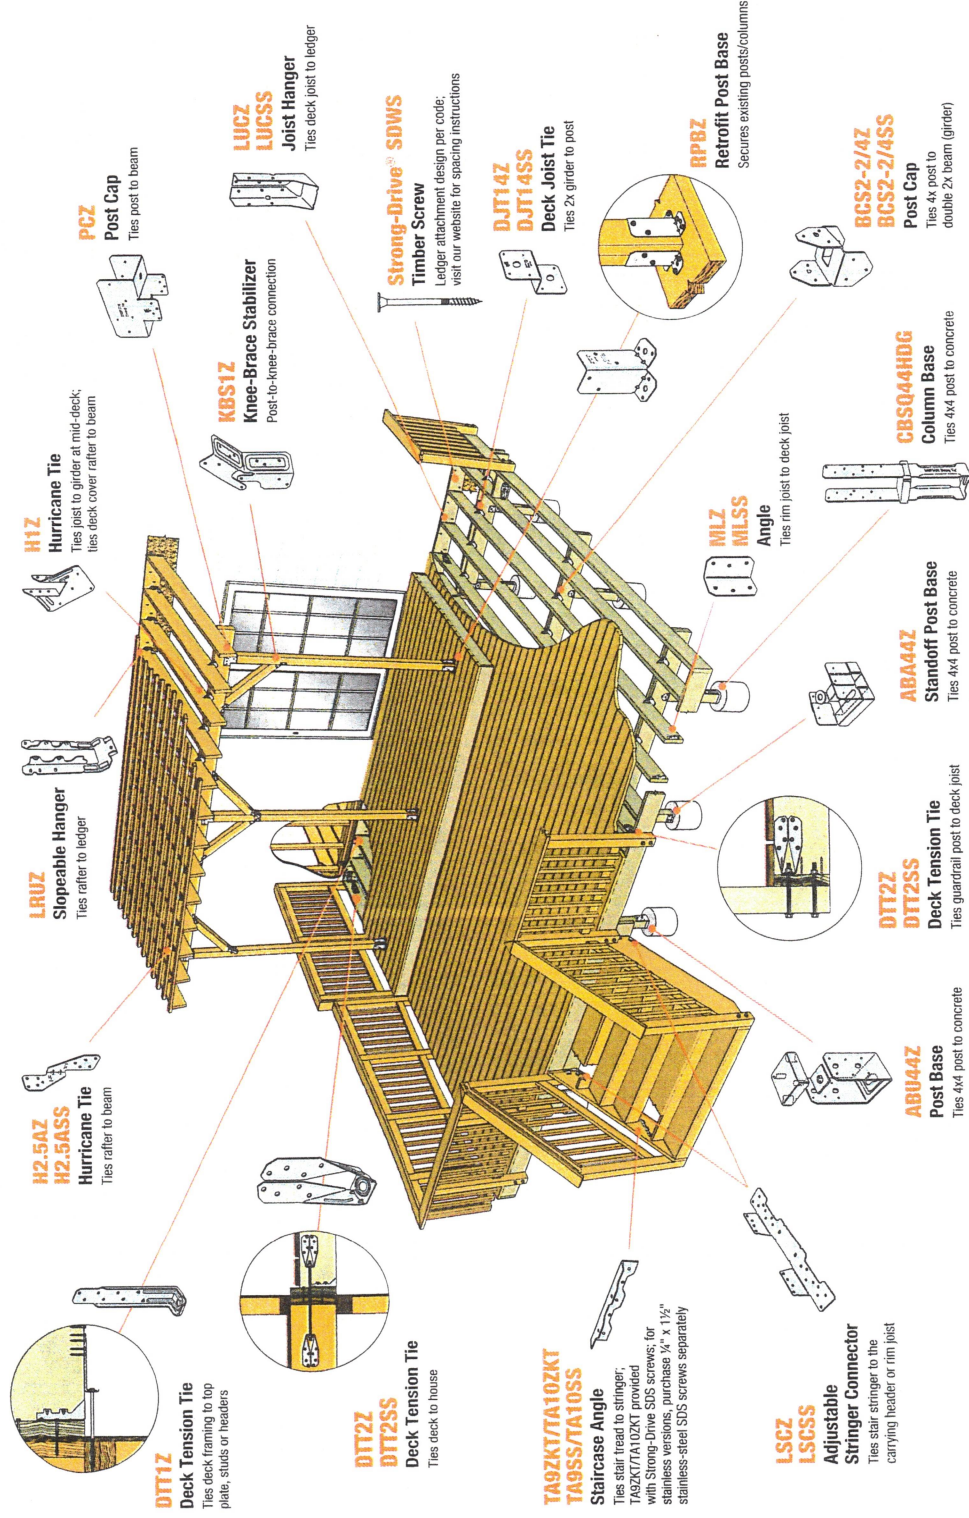 DTT1Z
Deck Tension Tie
Ties deck framing to top
plate, studs or headers
H2.5AZ
H2.5ASS
Hurricane Tie
Ties rafter to beam
LRUZ
Slopeable Hanger
Ties rafter to ledger
H1Z
Hurricane Tie
Ties joist to girder at mid-deck;
ties deck cover rafter to beam
PCZ
Post Cap
Ties post to beam
KBS1Z
Knee-Brace Stabilizer
Post-to-knee-brace connection
LUCZ
LUCSS
Joist Hanger
Ties deck joist to ledger
Strong-Drive® SDWS
Timber Screw
Ledger attachment design per code;
visit our website for spacing instructions
DJT14Z
DJT14SS
Deck Joist Tie
Ties 2x girder to post
RPBZ
Retrofit Post Base
Secures existing posts/columns
DTT2Z
DTT2SS
Deck Tension Tie
Ties deck to house
TA9ZKT/TA10ZKT
TA9SS/TA10SS
Staircase Angle
Ties stair tread to stringer;
TA9ZKT/TA10ZKT provided
with Strong-Drive SDS screws; for
stainless versions, purchase ¼" x 1½"
stainless-steel SDS screws separately
LSCZ
LSCSS
Adjustable
Stringer Connector
Ties stair stringer to the
carrying header or rim joist
ABU44Z
Post Base
Ties 4x4 post to concrete
DTT2Z
DTT2SS
Deck Tension Tie
Ties guardrail post to deck joist
ABA44Z
Standoff Post Base
Ties 4x4 post to concrete
MLZ
MLSS
Angle
Ties rim joist to deck joist
CBSQ44HDG
Column Base
Ties 4x4 post to concrete
BCS2-2/4Z
BCS2-2/4SS
Post Cap
Ties 4x post to
double 2x beam (girder)